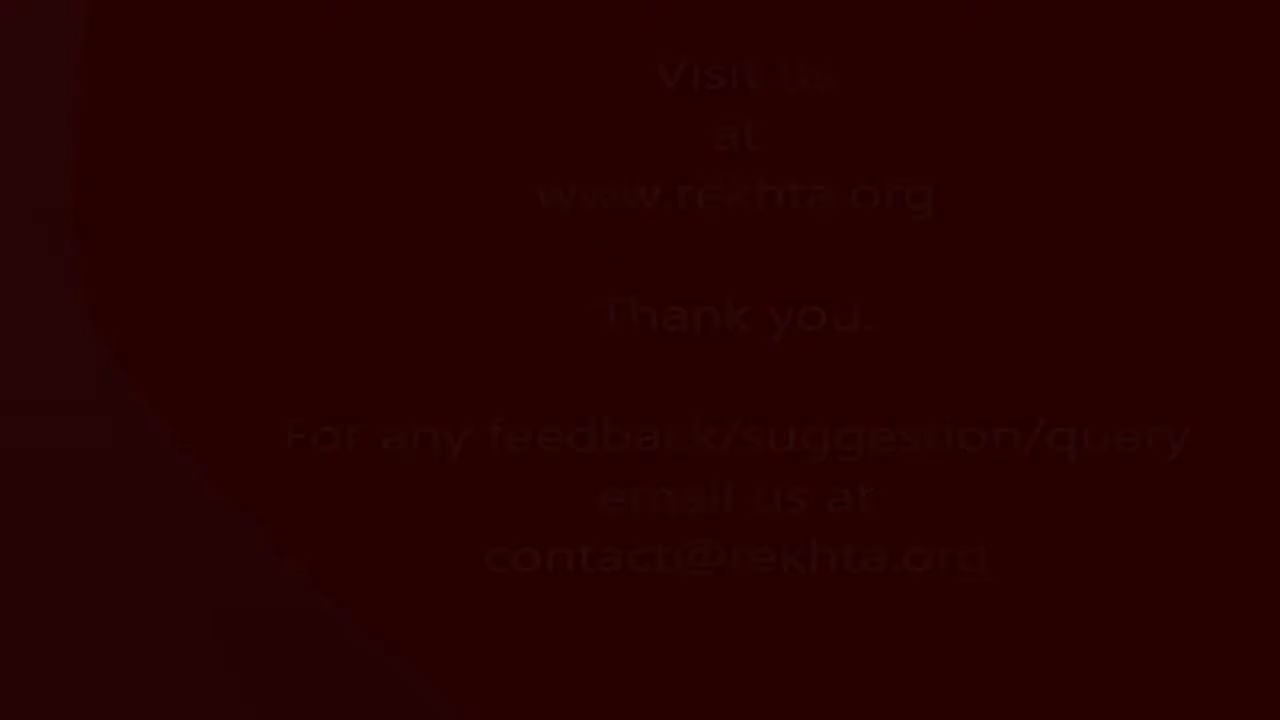 Visit us
at
www.rekhta.org
Thank you.
For any feedback/suggestion/query
email us at
contact@rekhta.org